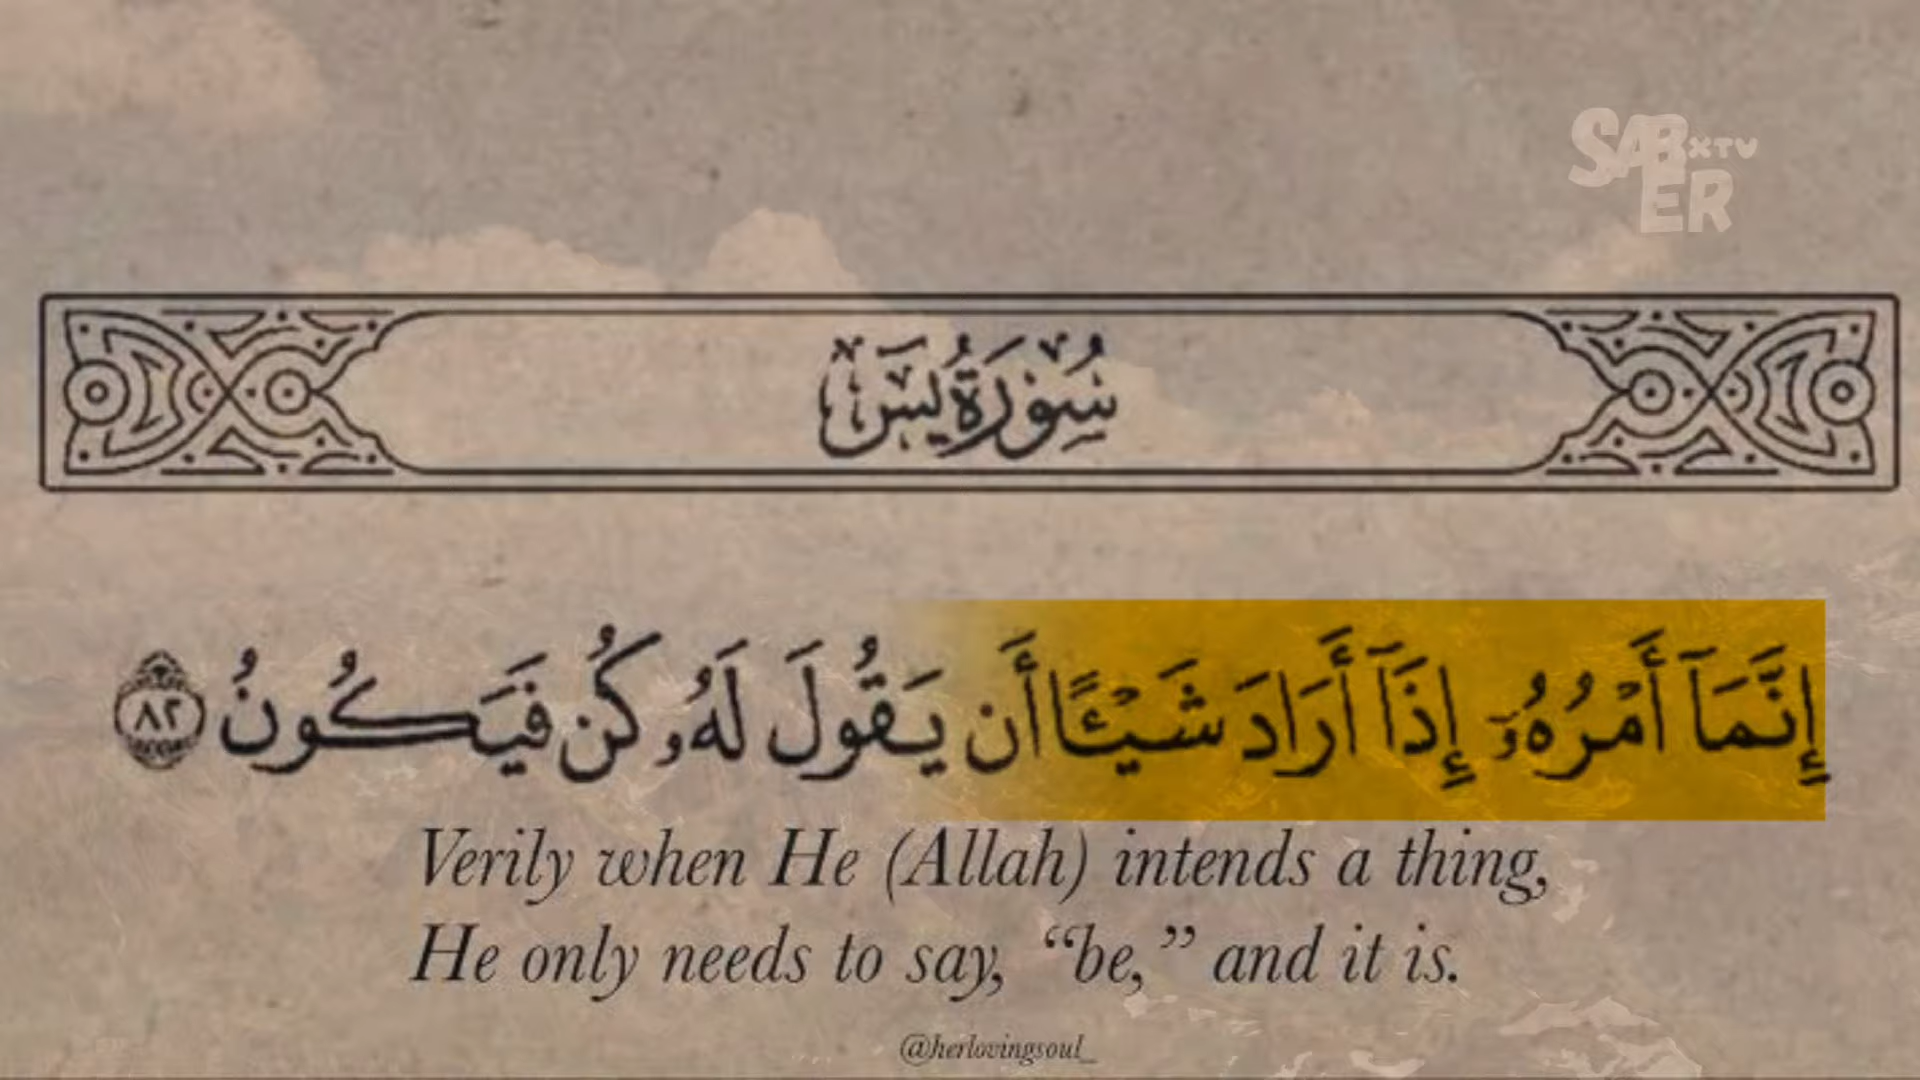 SABER XTV
سُورَةُ يسٓ
إِنَّمَآ أَمْرُهُۥٓ إِذَآ أَرَادَ شَيْـًٔا أَن يَقُولَ لَهُۥ كُن فَيَكُونُ ٨٢
Verily when He (Allah) intends a thing,
He only needs to say, “be,” and it is.
@herlovingsoul_